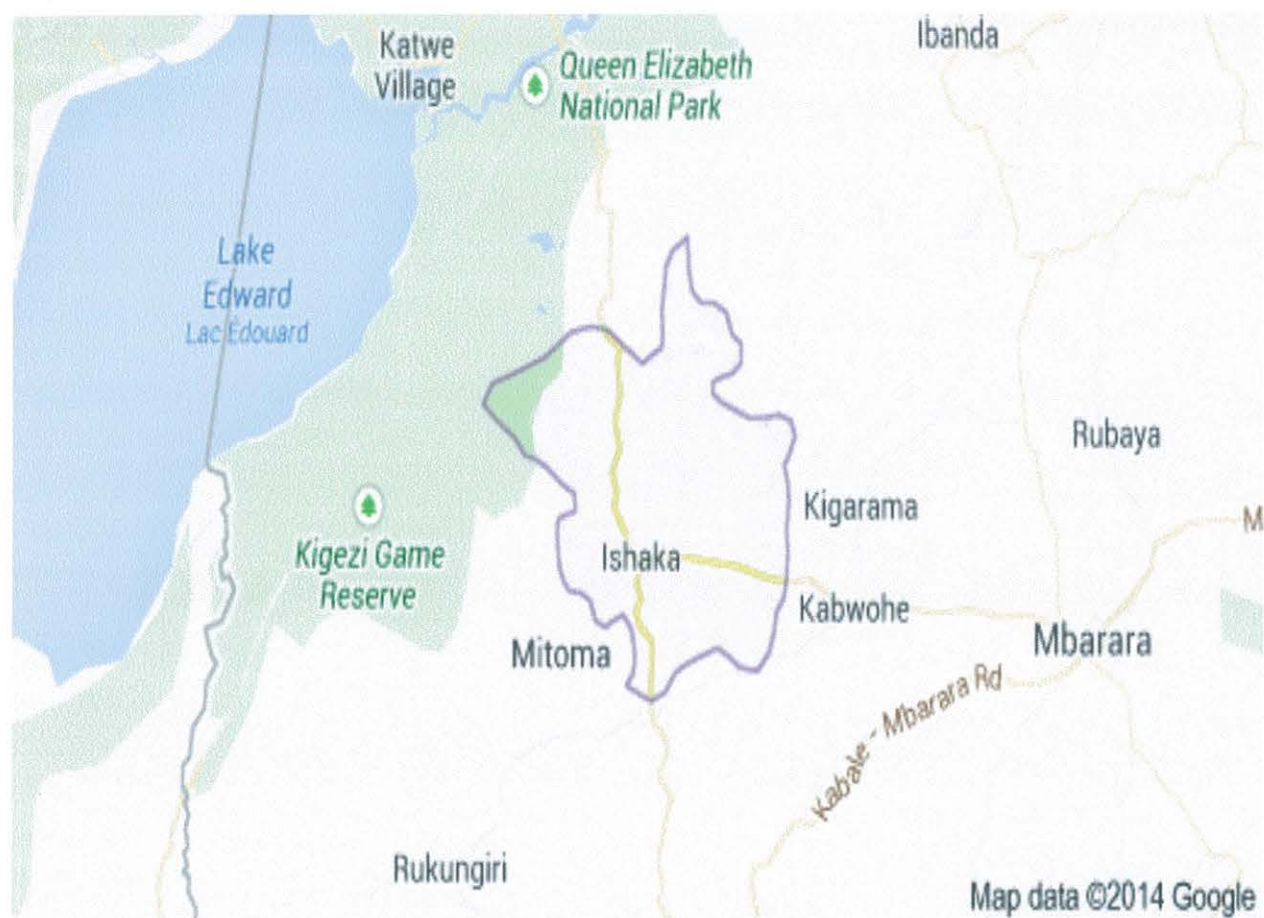 Katwe
Village
Queen Elizabeth
National Park
Ibanda
Lake
Edward
Lac Edouard
Rubaya
Kigarama
M
Kigezi Game
Reserve
Ishaka
Kabwohe
Mitoma
Mbarara
Kabale - Mbarara Rd
Rukungiri
Map data ©2014 Google